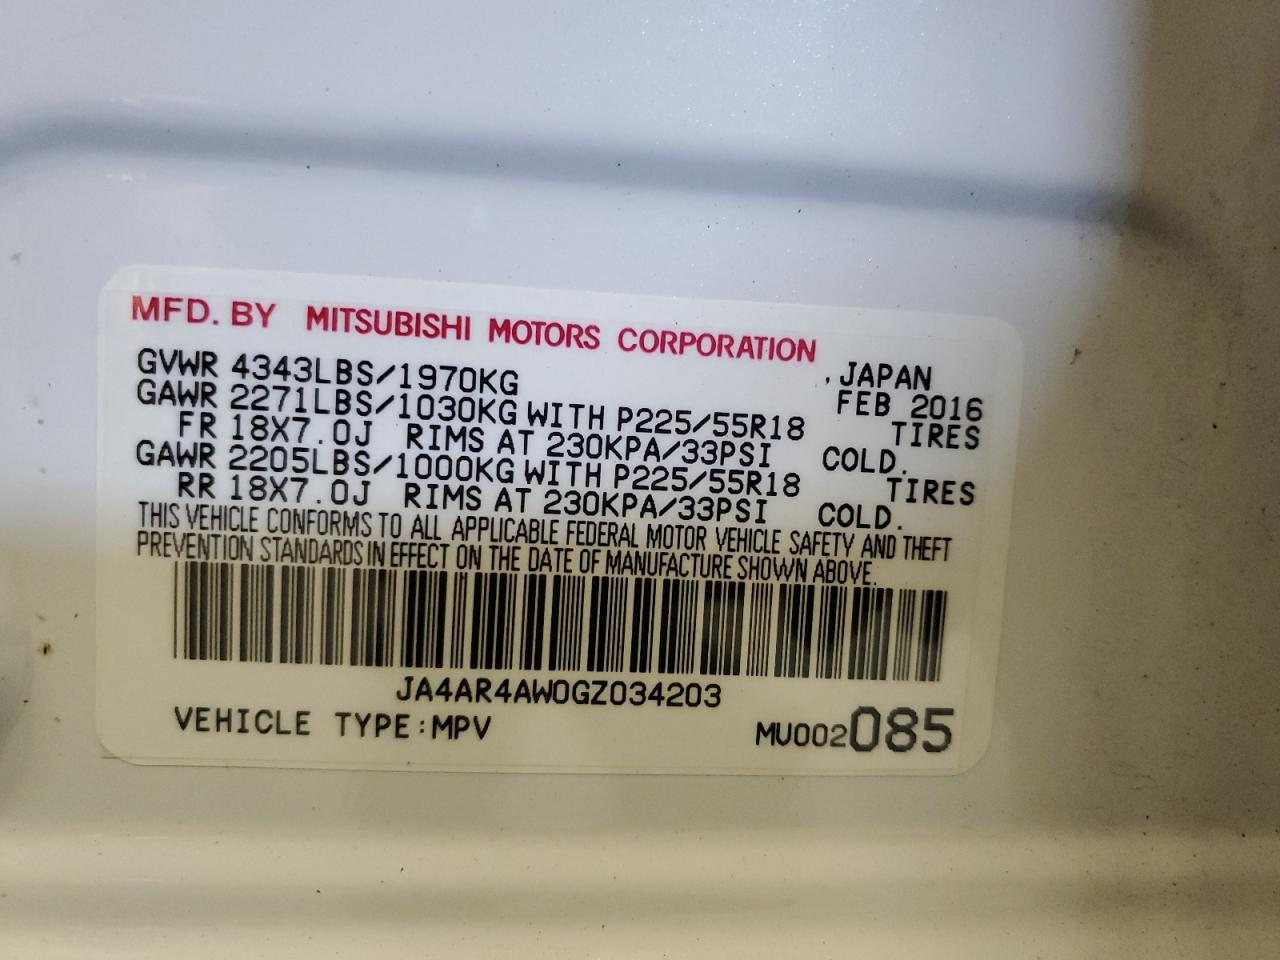 MFD. BY MITSUBISHI MOTORS CORPORATION
GVWR 4343LBS/1970KG , JAPAN
GAWR 2271LBS/1030KG WITH P225/55R18 FEB 2016
FR 18X7.0J RIMS AT 230KPA/33PSI TIRES COLD.
GAWR 2205LBS/1000KG WITH P225/55R18 TIRES
RR 18X7.0J RIMS AT 230KPA/33PSI COLD.
THIS VEHICLE CONFORMS TO ALL APPLICABLE FEDERAL MOTOR VEHICLE SAFETY AND THEFT
PREVENTION STANDARDS IN EFFECT ON THE DATE OF MANUFACTURE SHOWN ABOVE.
JA4AR4AW0GZ034203
VEHICLE TYPE:MPV MU002085